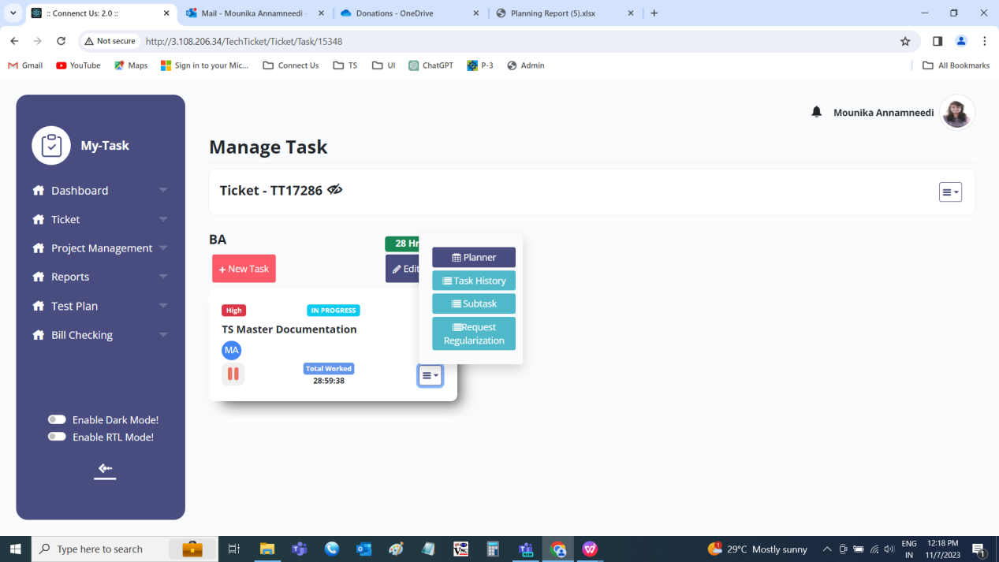 :: Connenct Us: 2.0 ::
Mail - Mounika Annamneedi -
Donations - OneDrive
Planning Report (5).xlsx
Not secure
http://3.108.206.34/TechTicket/Ticket/Task/15348
Gmail
YouTube
Maps
Sign in to your Mic...
Connect Us
TS
UI
ChatGPT
P-3
Admin
All Bookmarks
My-Task
Dashboard
Ticket
Project Management
Reports
Test Plan
Bill Checking
Enable Dark Mode!
Enable RTL Mode!
Mounika Annamneedi
Manage Task
Ticket - TT17286
BA
28 Hr
+ New Task
Edit
Planner
Task History
Subtask
Request
Regularization
High
IN PROGRESS
TS Master Documentation
MA
Total Worked
28:59:38
Type here to search
29°C Mostly sunny
ENG
IN
12:18 PM
11/7/2023
1